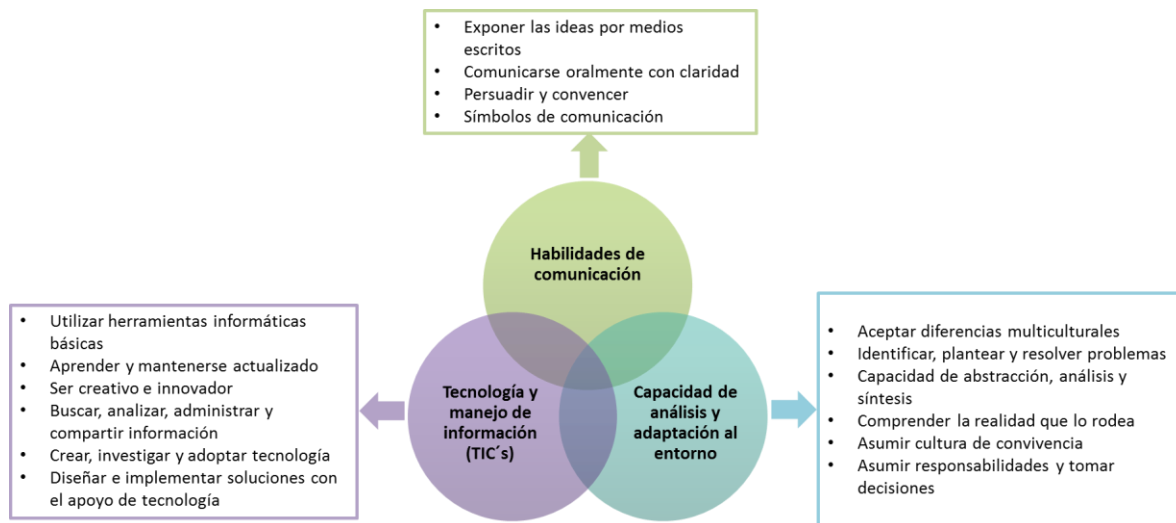 • Exponer las ideas por medios
escritos
• Comunicarse oralmente con claridad
• Persuadir y convencer
• Símbolos de comunicación
Habilidades de
comunicación
• Utilizar herramientas informáticas
básicas
• Aprender y mantenerse actualizado
• Ser creativo e innovador
• Buscar, analizar, administrar y
compartir información
• Crear, investigar y adoptar tecnología
• Diseñar e implementar soluciones con
el apoyo de tecnología
Tecnología y
manejo de
información
(TIC´s)
Capacidad de
análisis y
adaptación al
entorno
• Aceptar diferencias multiculturales
• Identificar, plantear y resolver problemas
• Capacidad de abstracción, análisis y
síntesis
• Comprender la realidad que lo rodea
• Asumir cultura de convivencia
• Asumir responsabilidades y tomar
decisiones